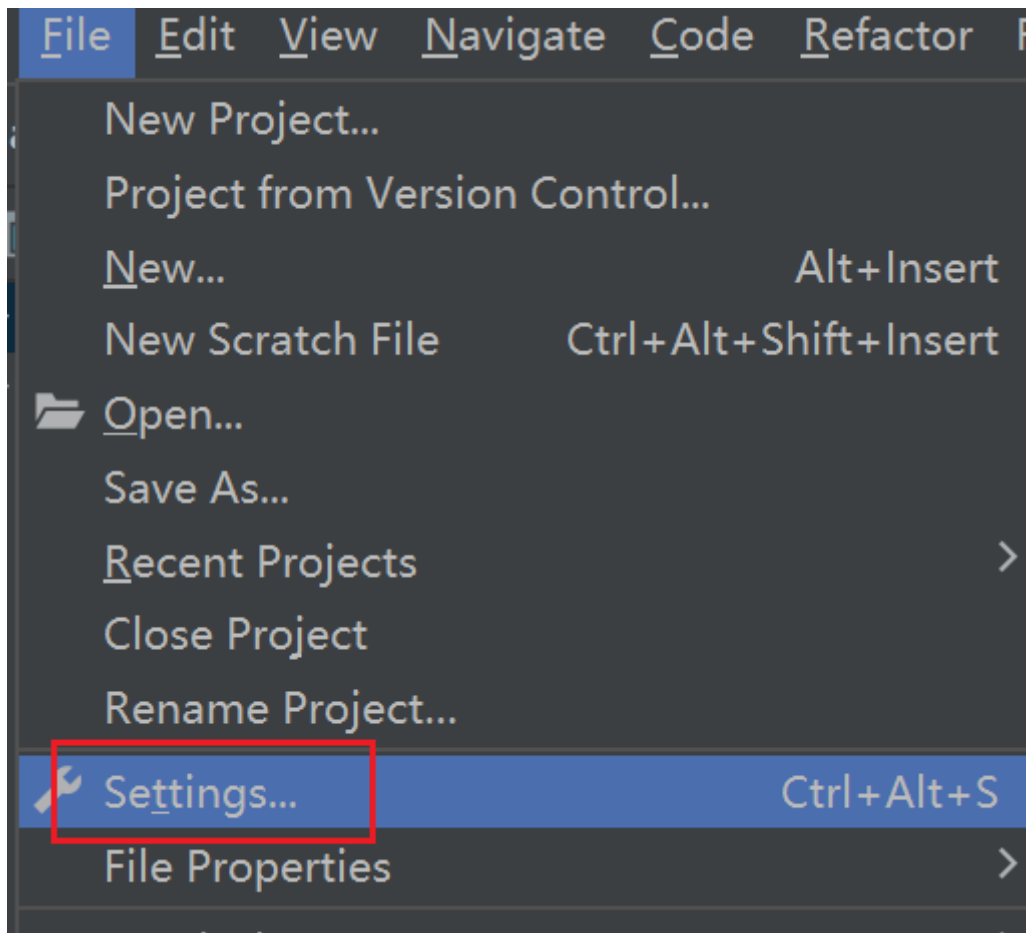 File Edit View Navigate Code Refactor
New Project...
Project from Version Control...
New... Alt+Insert
New Scratch File Ctrl+Alt+Shift+Insert
Open...
Save As...
Recent Projects
Close Project
Rename Project...
Settings... Ctrl+Alt+S
File Properties